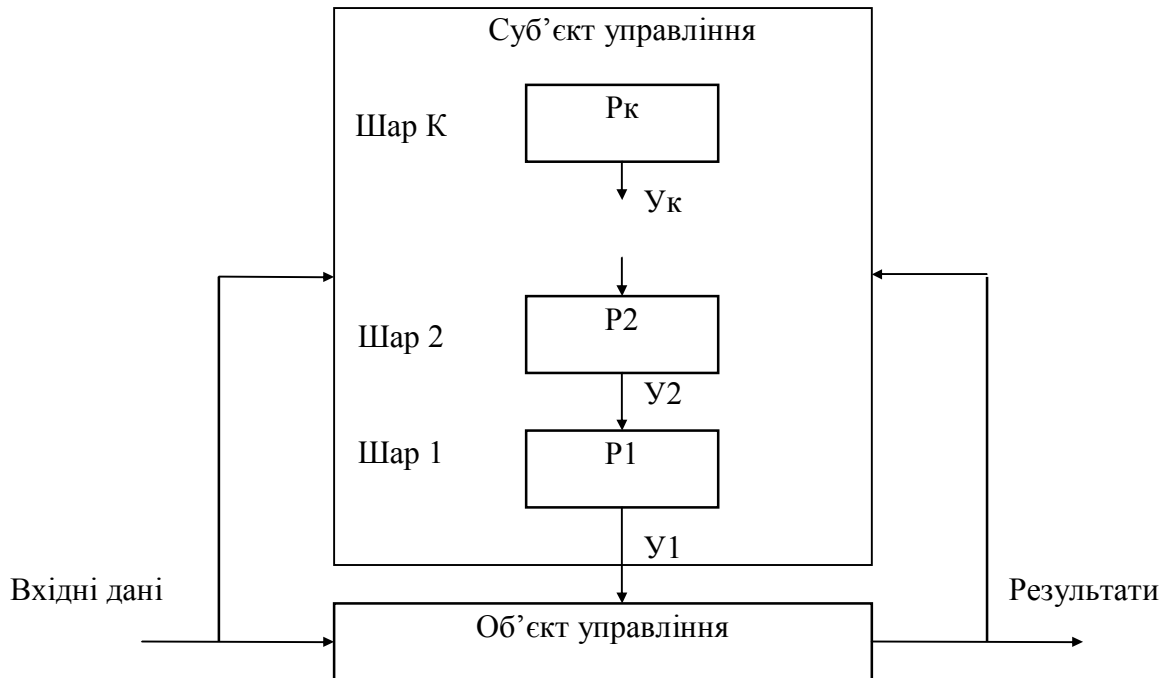 Суб’єкт управління
Шар К
Рк
Ук
Шар 2
Р2
У2
Шар 1
Р1
У1
Вхідні дані
Результати
Об’єкт управління